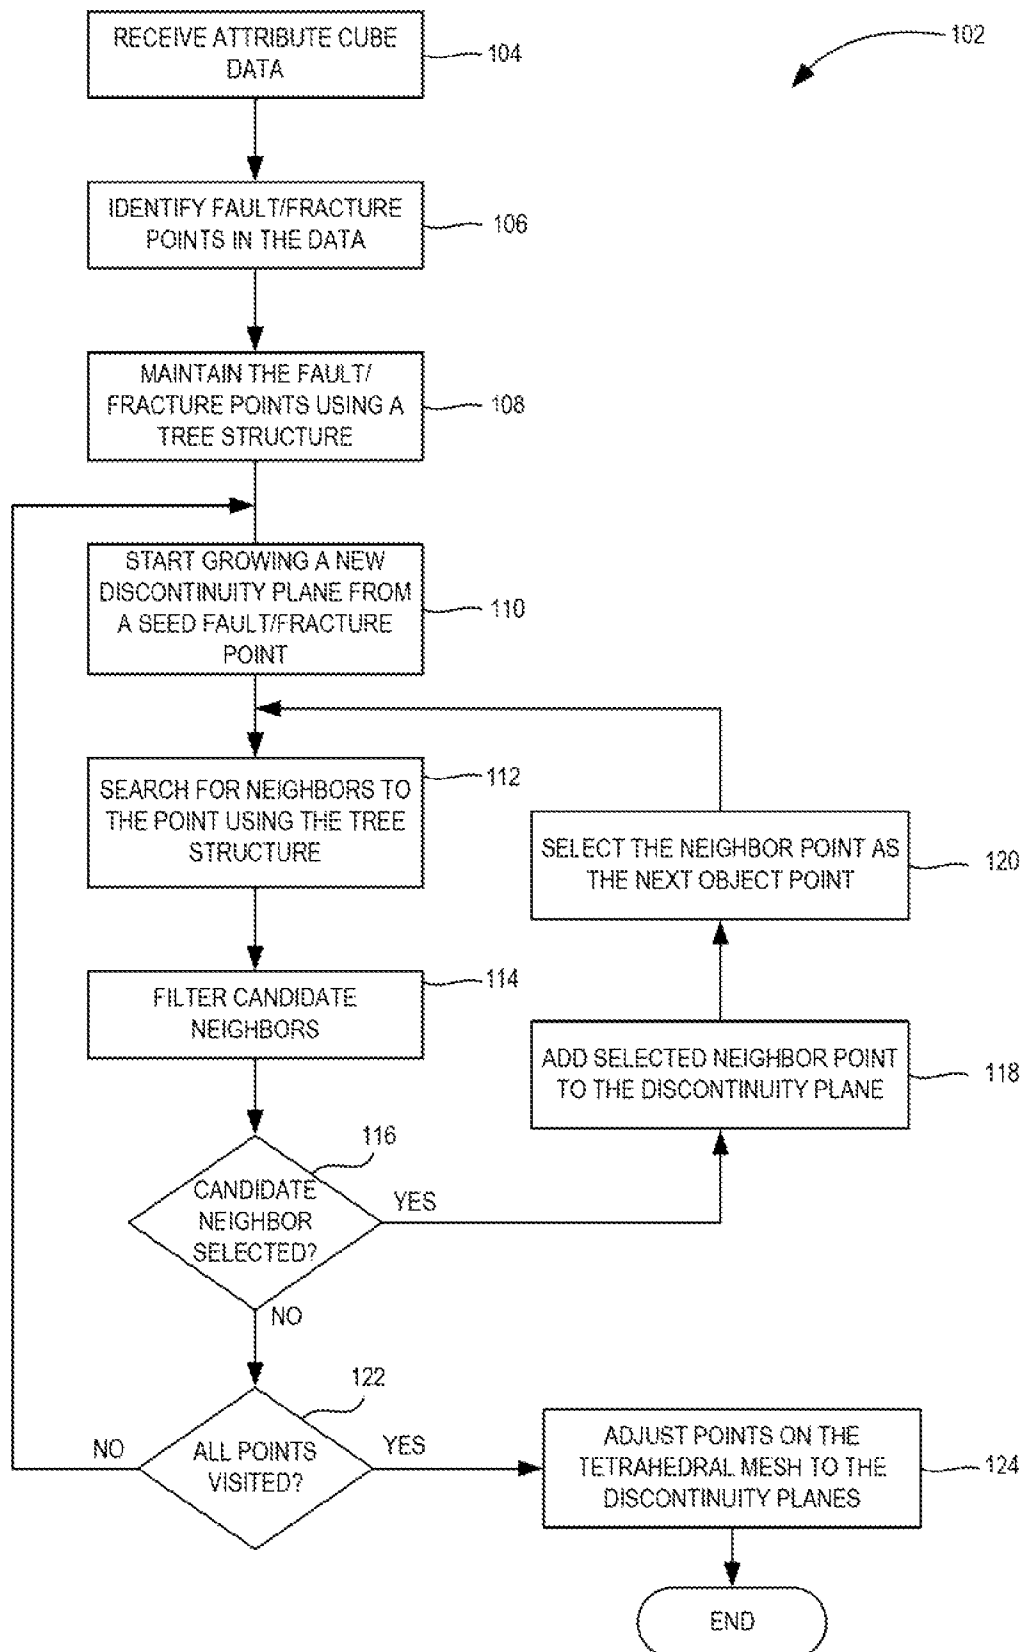 RECEIVE ATTRIBUTE CUBE
DATA
104
102
IDENTIFY FAULT/FRACTURE
POINTS IN THE DATA
106
MAINTAIN THE FAULT/
FRACTURE POINTS USING A
TREE STRUCTURE
108
START GROWING A NEW
DISCONTINUITY PLANE FROM
A SEED FAULT/FRACTURE
POINT
110
SEARCH FOR NEIGHBORS TO
THE POINT USING THE TREE
STRUCTURE
112
SELECT THE NEIGHBOR POINT AS
THE NEXT OBJECT POINT
120
FILTER CANDIDATE
NEIGHBORS
114
ADD SELECTED NEIGHBOR POINT
TO THE DISCONTINUITY PLANE
118
116
CANDIDATE
NEIGHBOR
SELECTED?
YES
NO
122
NO
ALL POINTS
VISITED?
YES
ADJUST POINTS ON THE
TETRAHEDRAL MESH TO THE
DISCONTINUITY PLANES
124
END